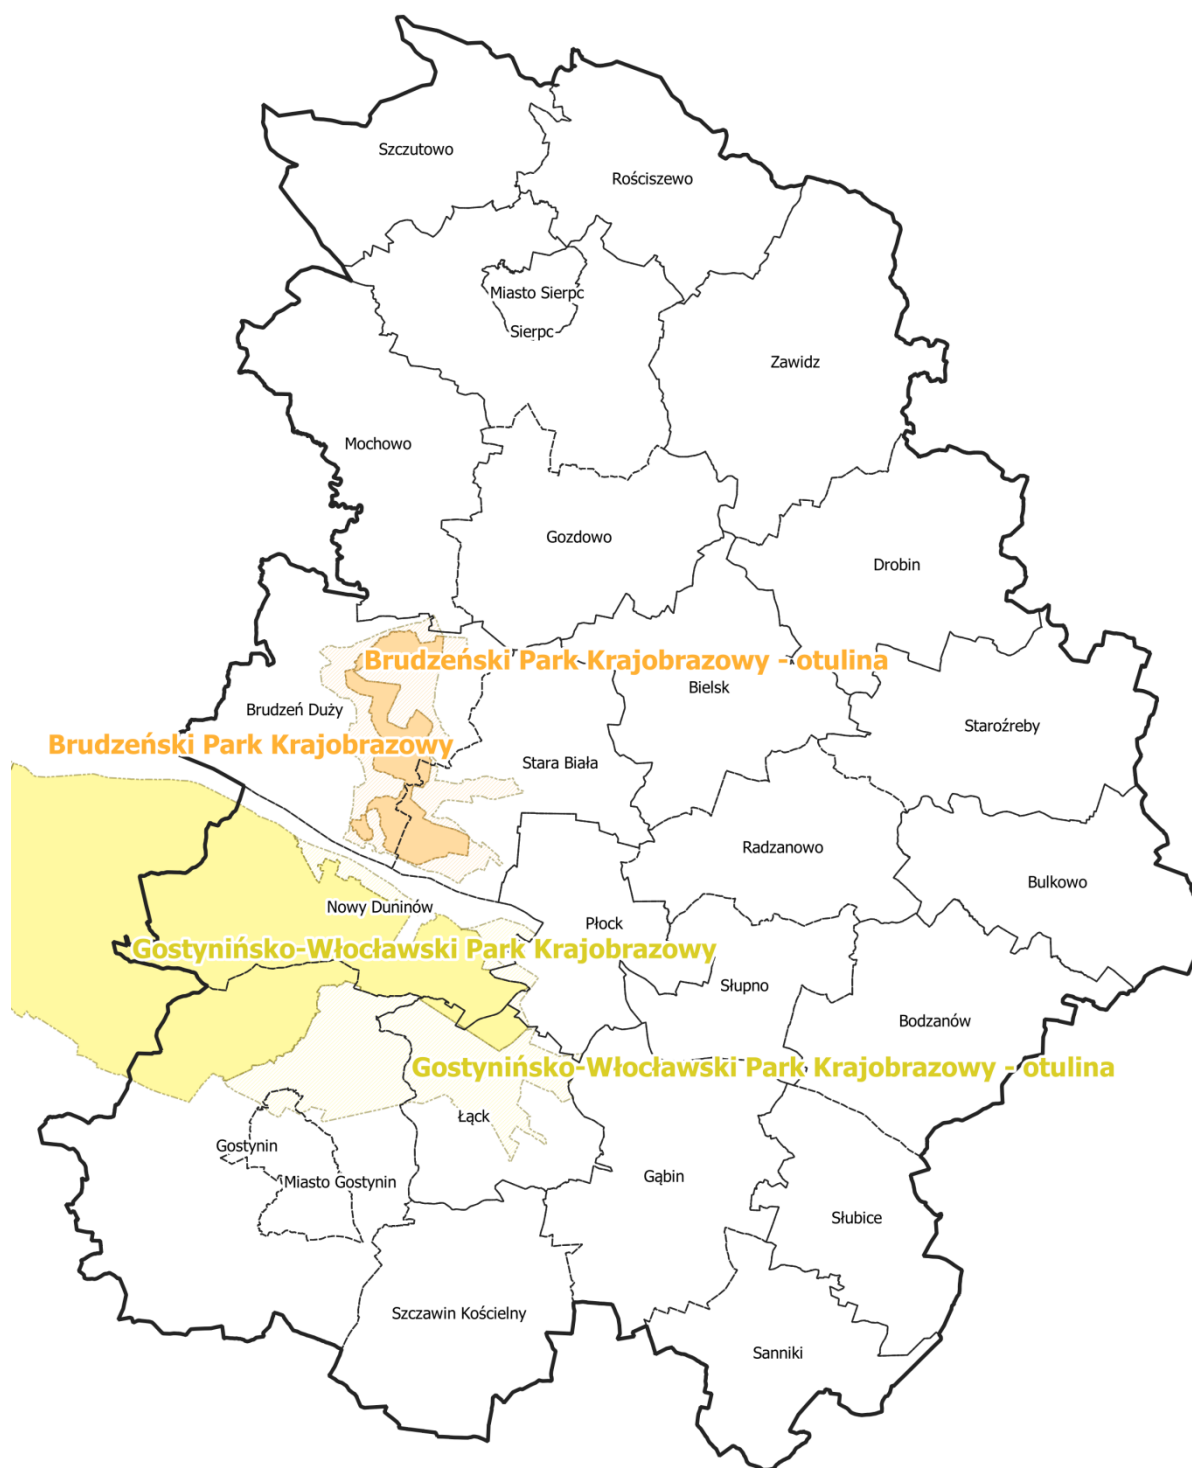 Szczutowo
Rościszewo
Miasto Sierpc
Sierpc
Zawidz
Mochowo
Gozdowo
Drobin
Brudzeński Park Krajobrazowy - otulina
Bielsk
Brudzeń Duży
Staroźreby
Brudzeński Park Krajobrazowy
Stara Biała
Radzanowo
Bulkowo
Nowy Duninów
Płock
Gostynińsko-Włocławski Park Krajobrazowy
Słupno
Bodzanów
Gostynińsko-Włocławski Park Krajobrazowy - otulina
Łąck
Gostynin
Miasto Gostynin
Gąbin
Słubice
Szczawin Kościelny
Sanniki